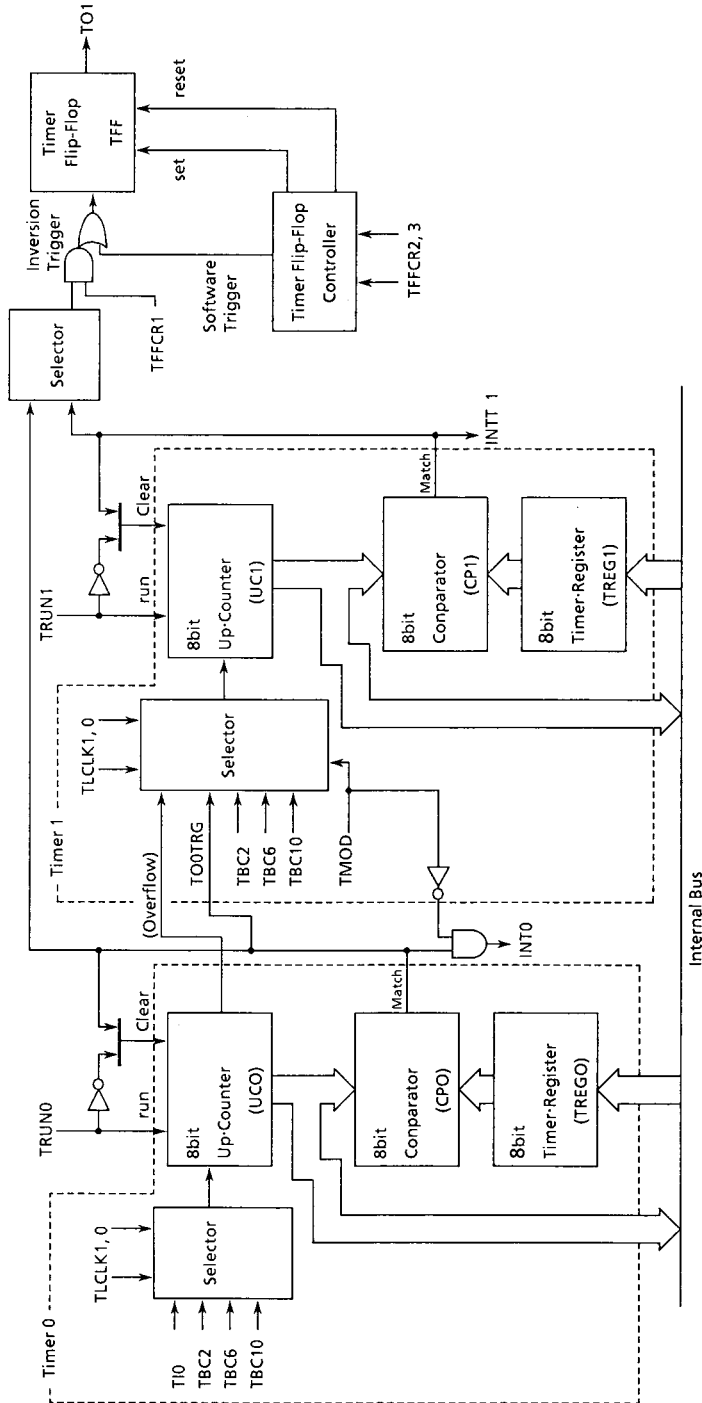 Timer 0
TLCLK1, 0
TI0
TBC2
TBC6
TBC10
Selector
TRUN0
run
Clear
8bit
Up·Counter
(UCO)
8bit
Conparator
(CPO)
Match
8bit
Timer·Register
(TREGO)
(Overflow)
TO0TRG
INT0
Timer 1
TLCLK1, 0
TBC2
TBC6
TBC10
TMOD
Selector
TRUN1
run
Clear
8bit
Up·Counter
(UC1)
8bit
Conparator
(CP1)
Match
8bit
Timer·Register
(TREG1)
INTT 1
Internal Bus
Selector
TFFCR1
Inversion
Trigger
Software
Trigger
Timer
Flip-Flop
TFF
TO1
set
reset
Timer Flip-Flop
Controller
TFFCR2, 3